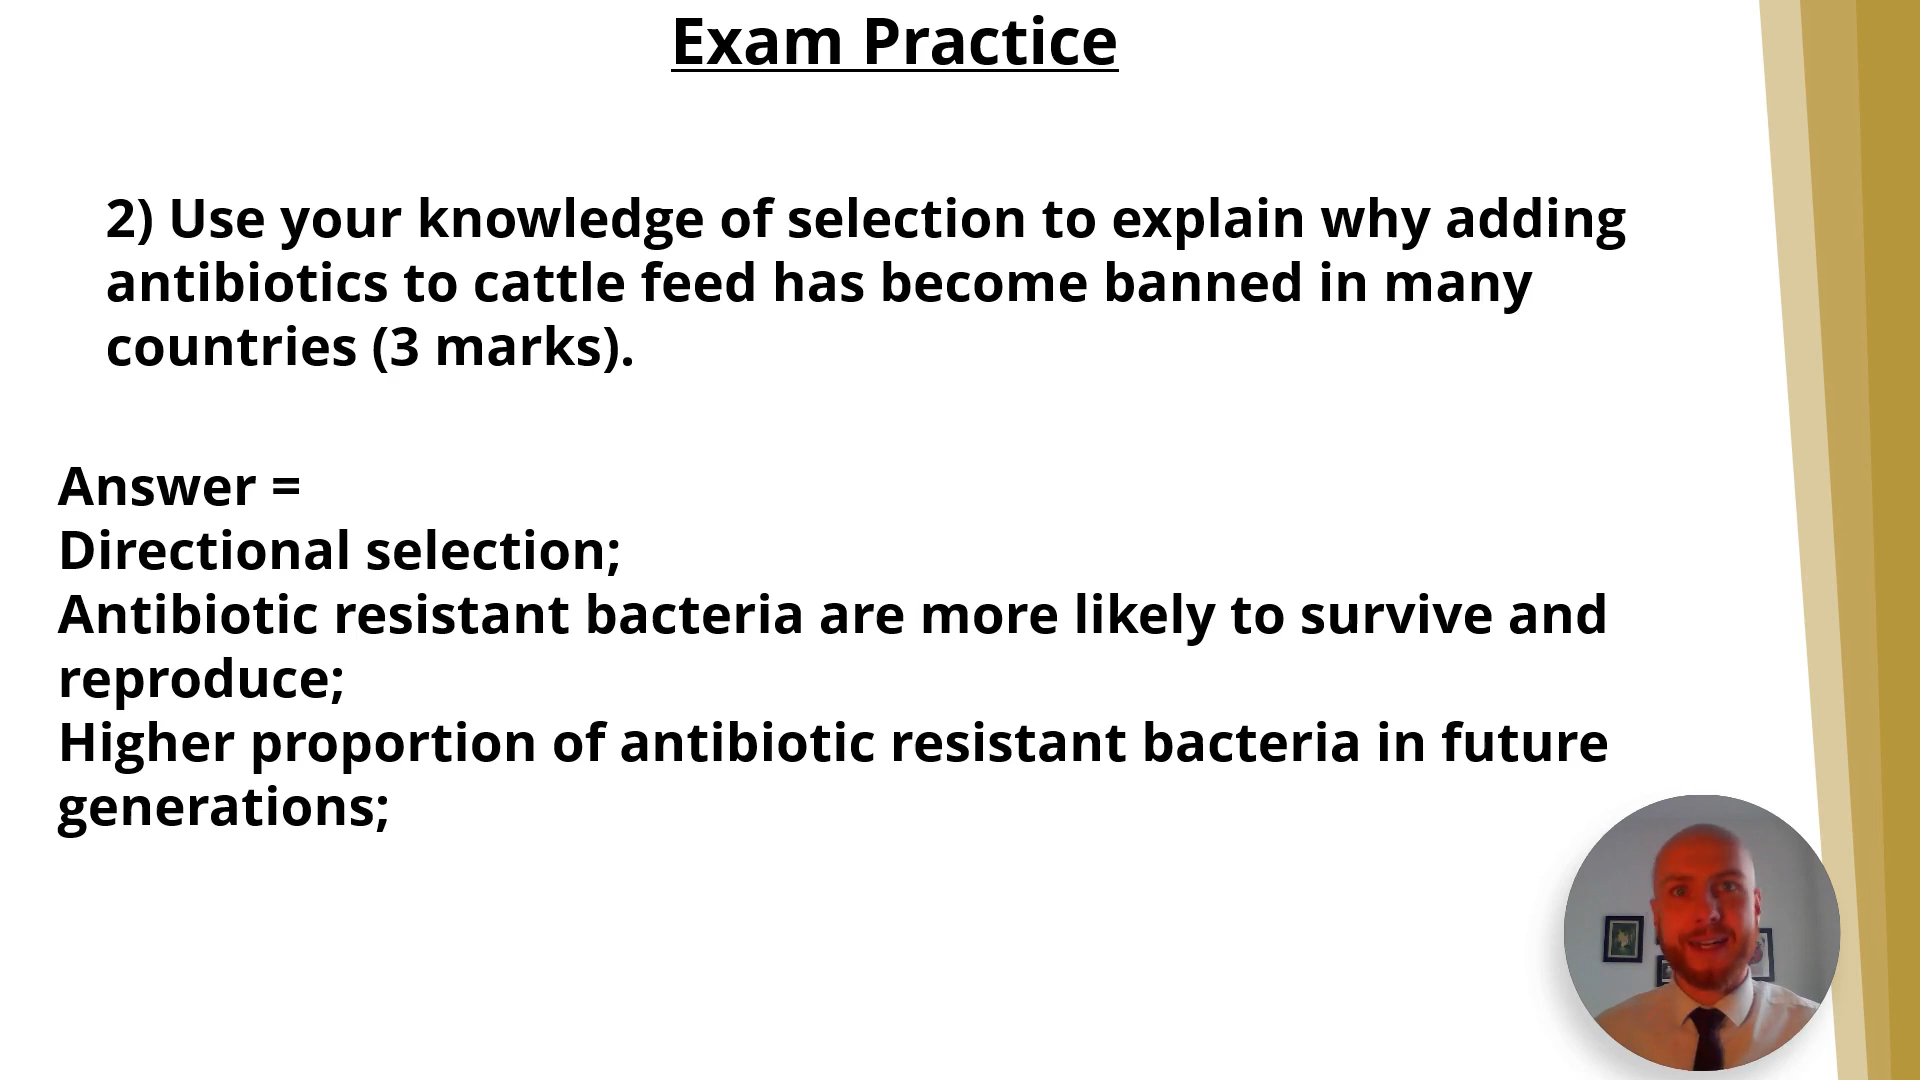 Exam Practice
2) Use your knowledge of selection to explain why adding
antibiotics to cattle feed has become banned in many
countries (3 marks).
Answer =
Directional selection;
Antibiotic resistant bacteria are more likely to survive and
reproduce;
Higher proportion of antibiotic resistant bacteria in future
generations;